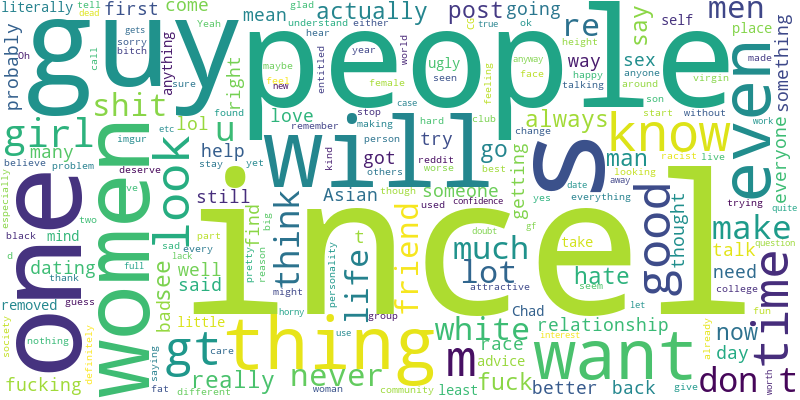 literally tell
dead
Yeah
probably
first
come
mean
actually
post
going
say
men
gets
sorry
bitch
Oh
call
glad
hear
understand either
year
world
true
ok
cg
re
self
place
made
something
guy
people
even
shit
sure
anything
right
entitled
maybe
feel
new
ugly
seen
female
feeling
anyway
face
height
happy
talking
way
sex
anyone
virgin
around
son
start
without
work
everyone
girl
lol
u
found
love
stop
making
case
hard
club
always
know
many
imgur
etc
help
remember
person
try
go
change
racist
live
believe
problem
deserve
stay
yet
will
kind
others
reddit
worse
best
s
man
looking
trying
quite
one
women
look
ve
still
Asian
got
though
used
confidence
someone
getting
yes
date
everything
away
especially
two
black
mind
sad
every
part
find
big
think
personality
t
friend
much
doubt
gf
take
good
thought
make
d
thank
full
lack
pretty
reason
incel
attractive
seem
hate
talk
question
dating
well
said
badsee
might
life
lot
let
need
college
time
removed
guess
horny
group
Chad
fun
society
nothing
definitely
little
thing
white
relationship
now
saying
gt
care
use
m
race
advice
interest
want
already
day
fucking
fat
different
really
woman
never
community
fuck
least
better
back
give
don t
worth